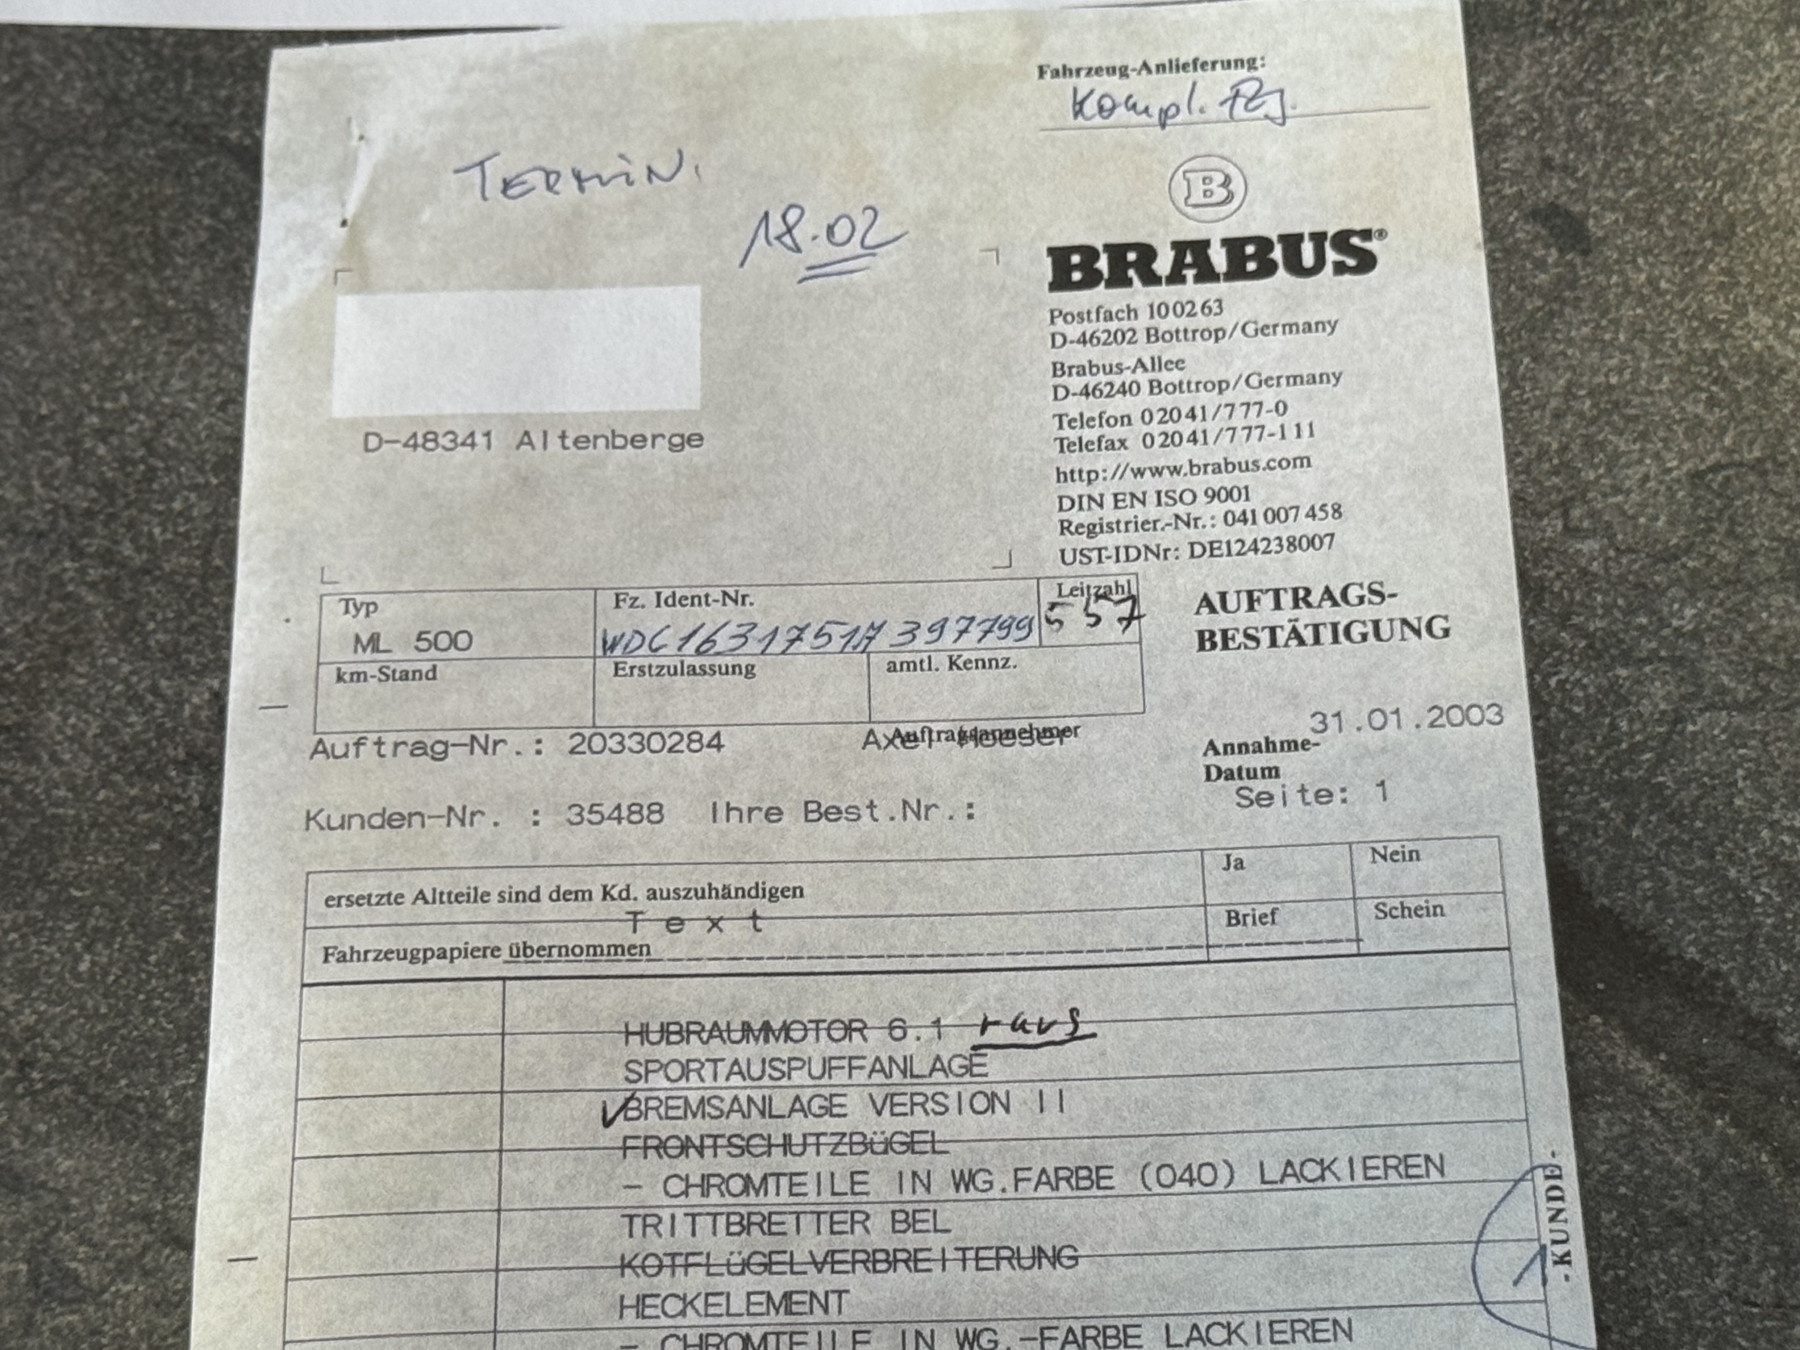 Fahrzeug-Anlieferung:
Kompl. Fzg.
TERMIN.
18.02
B
BRABUS®
Postfach 100263
D-46202 Bottrop/Germany
Brabus-Allee
D-46240 Bottrop/Germany
Telefon 02041/777-0
Telefax 02041/777-111
http://www.brabus.com
DIN EN ISO 9001
Registrier.-Nr.: 041 007 458
UST-IDNr: DE124238007
D-48341 Altenberge
Typ Fz. Ident-Nr. Leitzahl
ML 500 WDC1631751A397799 557
km-Stand Erstzulassung amtl. Kennz.
AUFTRAGS-
BESTÄTIGUNG
31.01.2003
Auftrag-Nr.: 20330284 Axel Auftragsannehmer
Annahme-
Datum
Seite: 1
Kunden-Nr. : 35488 Ihre Best.Nr.:
ersetzte Altteile sind dem Kd. auszuhändigen Ja Nein
Text
Fahrzeugpapiere übernommen Brief Schein
HUBRAUMMOTOR 6.1 raus
SPORTAUSPUFFANLAGE
BREMSANLAGE VERSION II
FRONTSCHUTZBüGEL
- CHROMTEILE IN WG.FARBE (040) LACKIEREN
TRITTBRETTER BEL
KOTFLüGELVERBREITERUNG
HECKELEMENT
- CHROMTEILE IN WG.-FARBE LACKIEREN
-KUNDE-
1